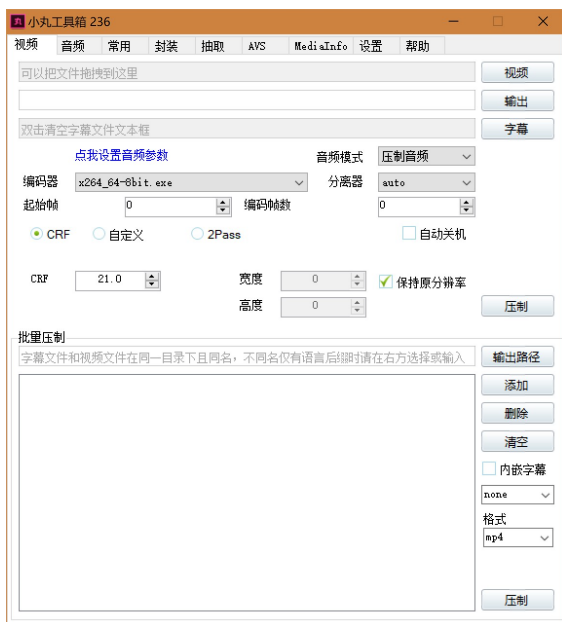 丸 小丸工具箱 236
视频 音频 常用 封装 抽取 AVS MediaInfo 设置 帮助
可以把文件拖拽到这里 视频
输出
双击清空字幕文件文本框 字幕
点我设置音频参数 音频模式 压制音频
编码器 x264_64-8bit.exe 分离器 auto
起始帧 0 编码帧数 0
CRF 自定义 2Pass 自动关机
CRF 21.0 宽度 0 保持原分辨率
高度 0 压制
批量压制
字幕文件和视频文件在同一目录下且同名，不同名仅有语言后缀时请在右方选择或输入 输出路径
添加
删除
清空
内嵌字幕
none
格式
mp4
压制